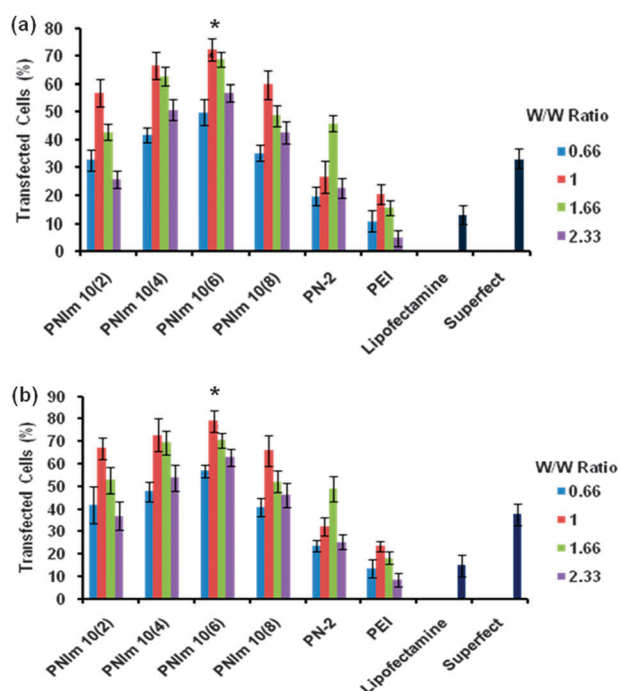 (a)
*
Transfected Cells (%)
80
70
60
50
40
30
20
10
0
W/W Ratio
0.66
1
1.66
2.33
PNIm 10(2)
PNIm 10(4)
PNIm 10(6)
PNIm 10(8)
PN-2
PEI
Lipofectamine
Superfect
(b)
*
Transfected Cells (%)
90
80
70
60
50
40
30
20
10
0
W/W Ratio
0.66
1
1.66
2.33
PNIm 10(2)
PNIm 10(4)
PNIm 10(6)
PNIm 10(8)
PN-2
PEI
Lipofectamine
Superfect